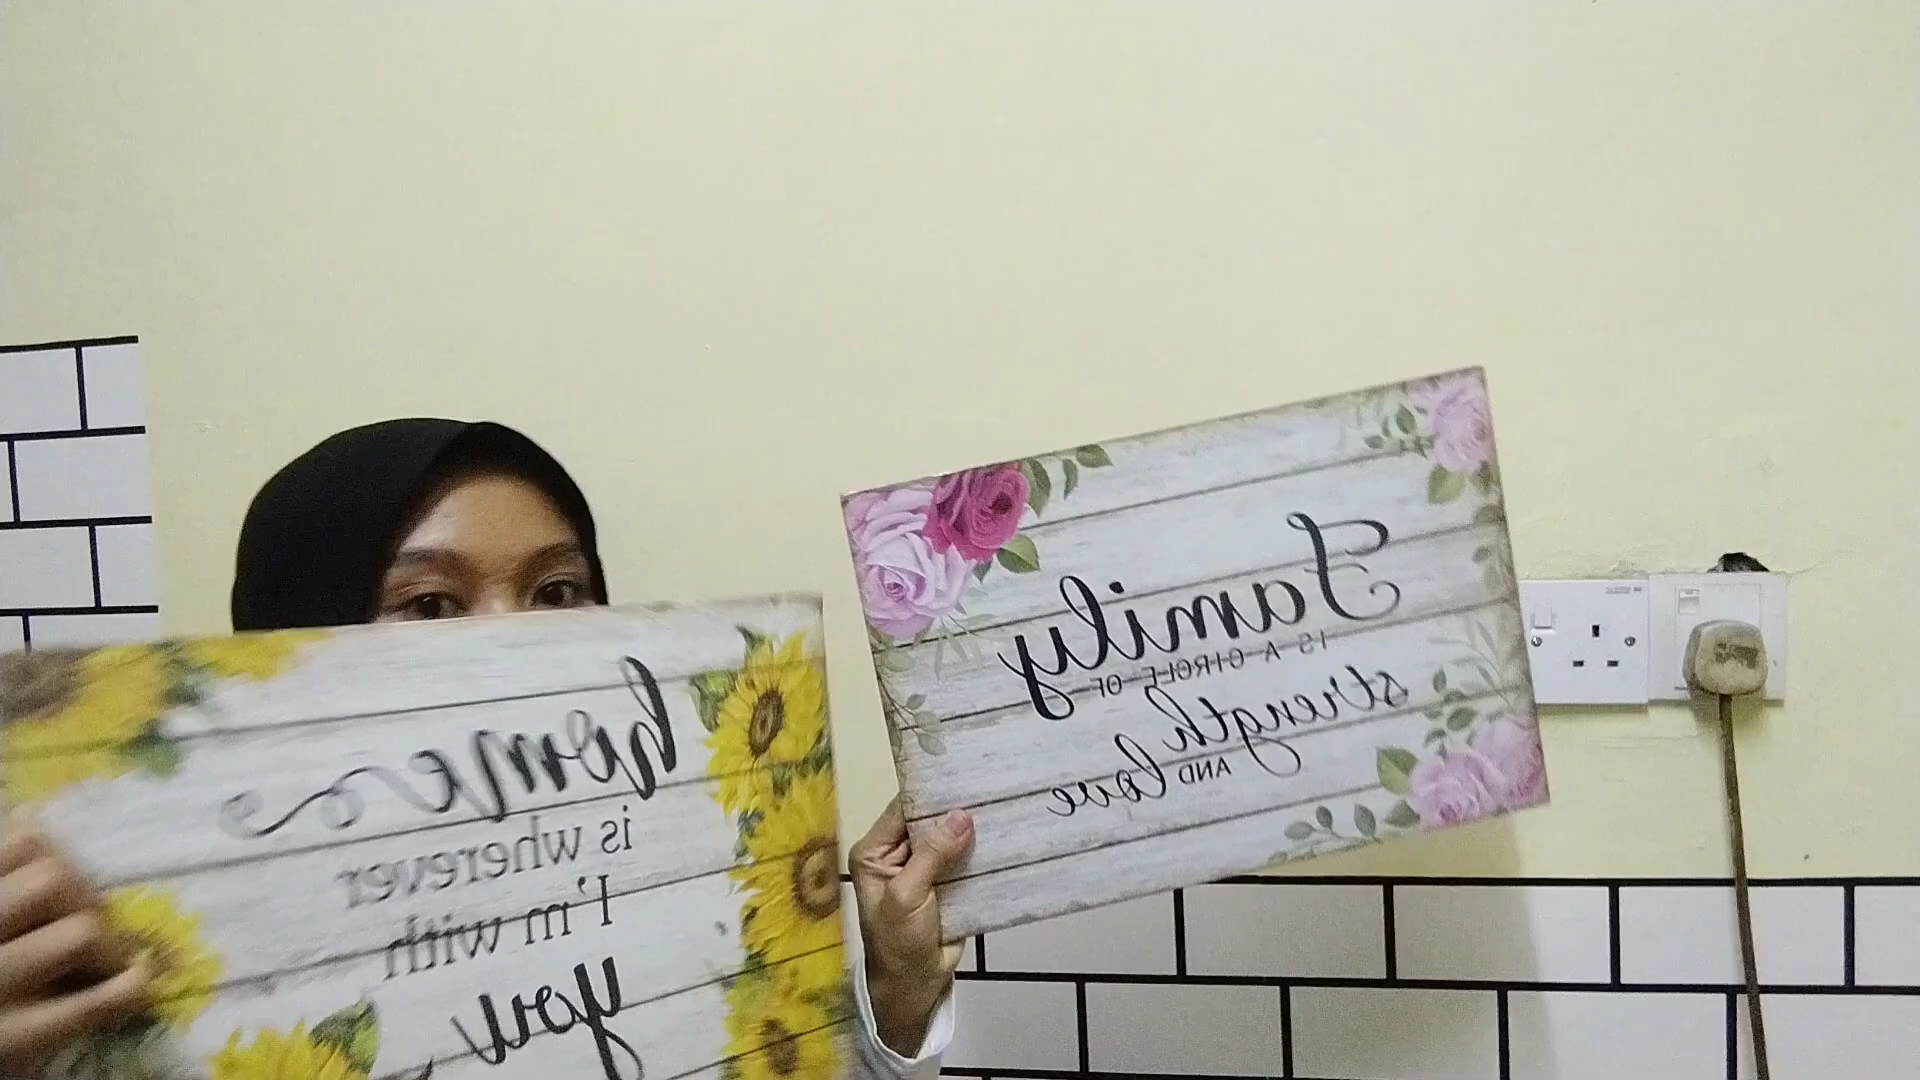 home
is wherever
I'm with
you
Family
IS A CIRCLE OF
strength
AND love